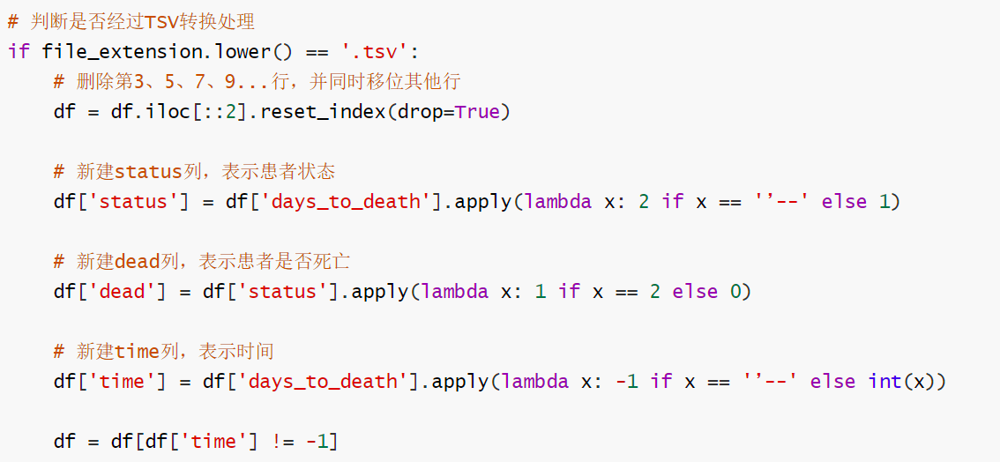 # 判断是否经过TSV转换处理
if file_extension.lower() == '.tsv':
    # 删除第3、5、7、9...行，并同时移位其他行
    df = df.iloc[::2].reset_index(drop=True)
    # 新建status列，表示患者状态
    df['status'] = df['days_to_death'].apply(lambda x: 2 if x == '’--' else 1)
    # 新建dead列，表示患者是否死亡
    df['dead'] = df['status'].apply(lambda x: 1 if x == 2 else 0)
    # 新建time列，表示时间
    df['time'] = df['days_to_death'].apply(lambda x: -1 if x == '’--' else int(x))
    df = df[df['time'] != -1]